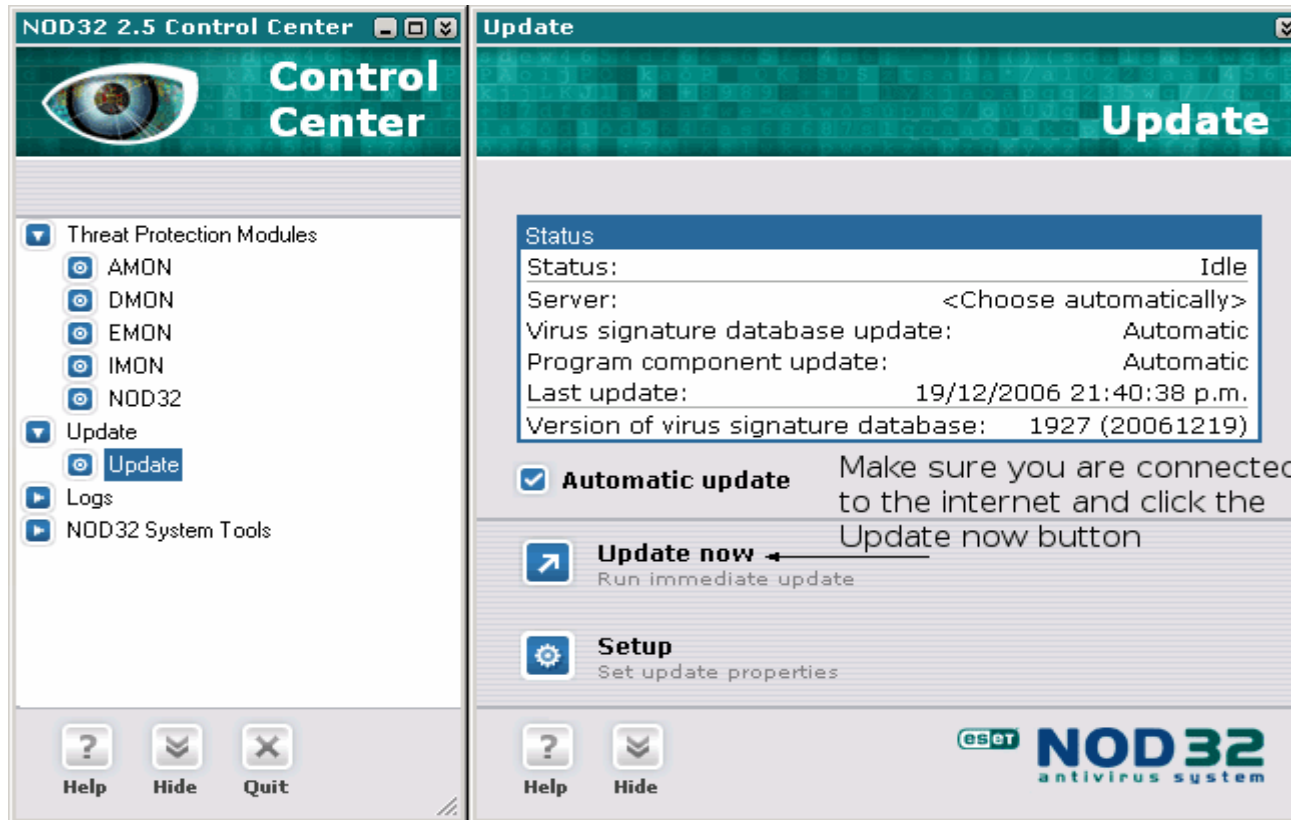 NOD32 2.5 Control Center
Control
Center
Threat Protection Modules
AMON
DMON
EMON
IMON
NOD32
Update
Update
Logs
NOD32 System Tools
Help
Hide
Quit
Update
Update
Status
Status: Idle
Server: <Choose automatically>
Virus signature database update: Automatic
Program component update: Automatic
Last update: 19/12/2006 21:40:38 p.m.
Version of virus signature database: 1927 (20061219)
Automatic update
Make sure you are connected
to the internet and click the
Update now button
Update now
Run immediate update
Setup
Set update properties
Help
Hide
eset NOD32
antivirus system